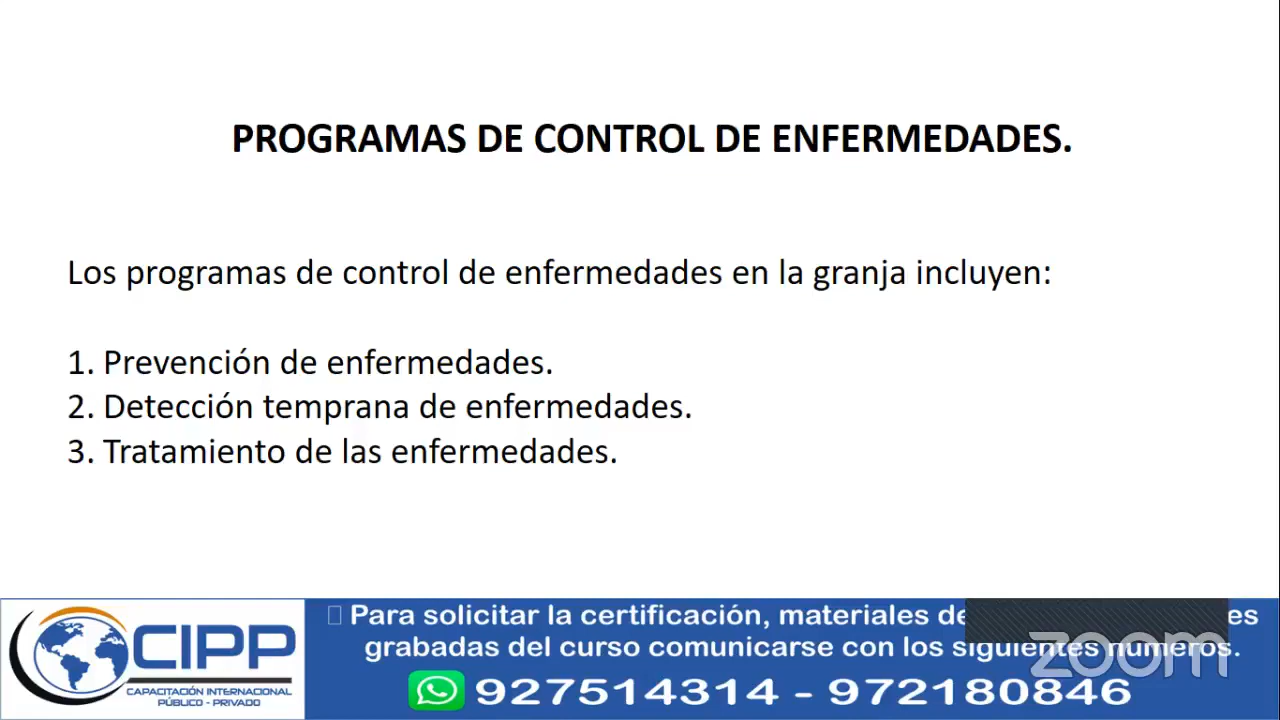 PROGRAMAS DE CONTROL DE ENFERMEDADES.
Los programas de control de enfermedades en la granja incluyen:
1. Prevención de enfermedades.
2. Detección temprana de enfermedades.
3. Tratamiento de las enfermedades.
Para solicitar la certificación, materiales de
grabadas del curso comunicarse con los siguientes números.
927514314 - 972180846
CIPP
CAPACITACIÓN INTERNACIONAL
PÚBLICO - PRIVADO
zoom